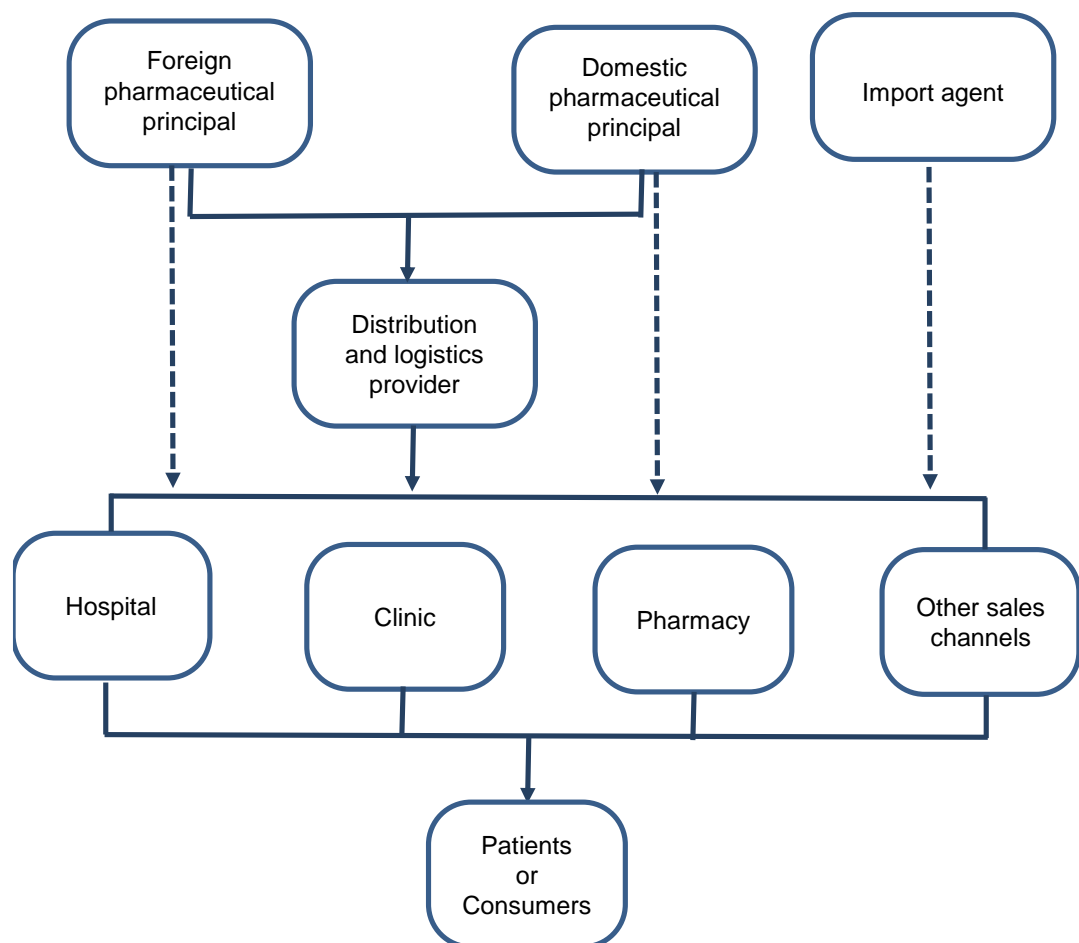 Foreign
pharmaceutical
principal
Domestic
pharmaceutical
principal
Import agent
Distribution
and logistics
provider
Hospital
Clinic
Pharmacy
Other sales
channels
Patients
or
Consumers